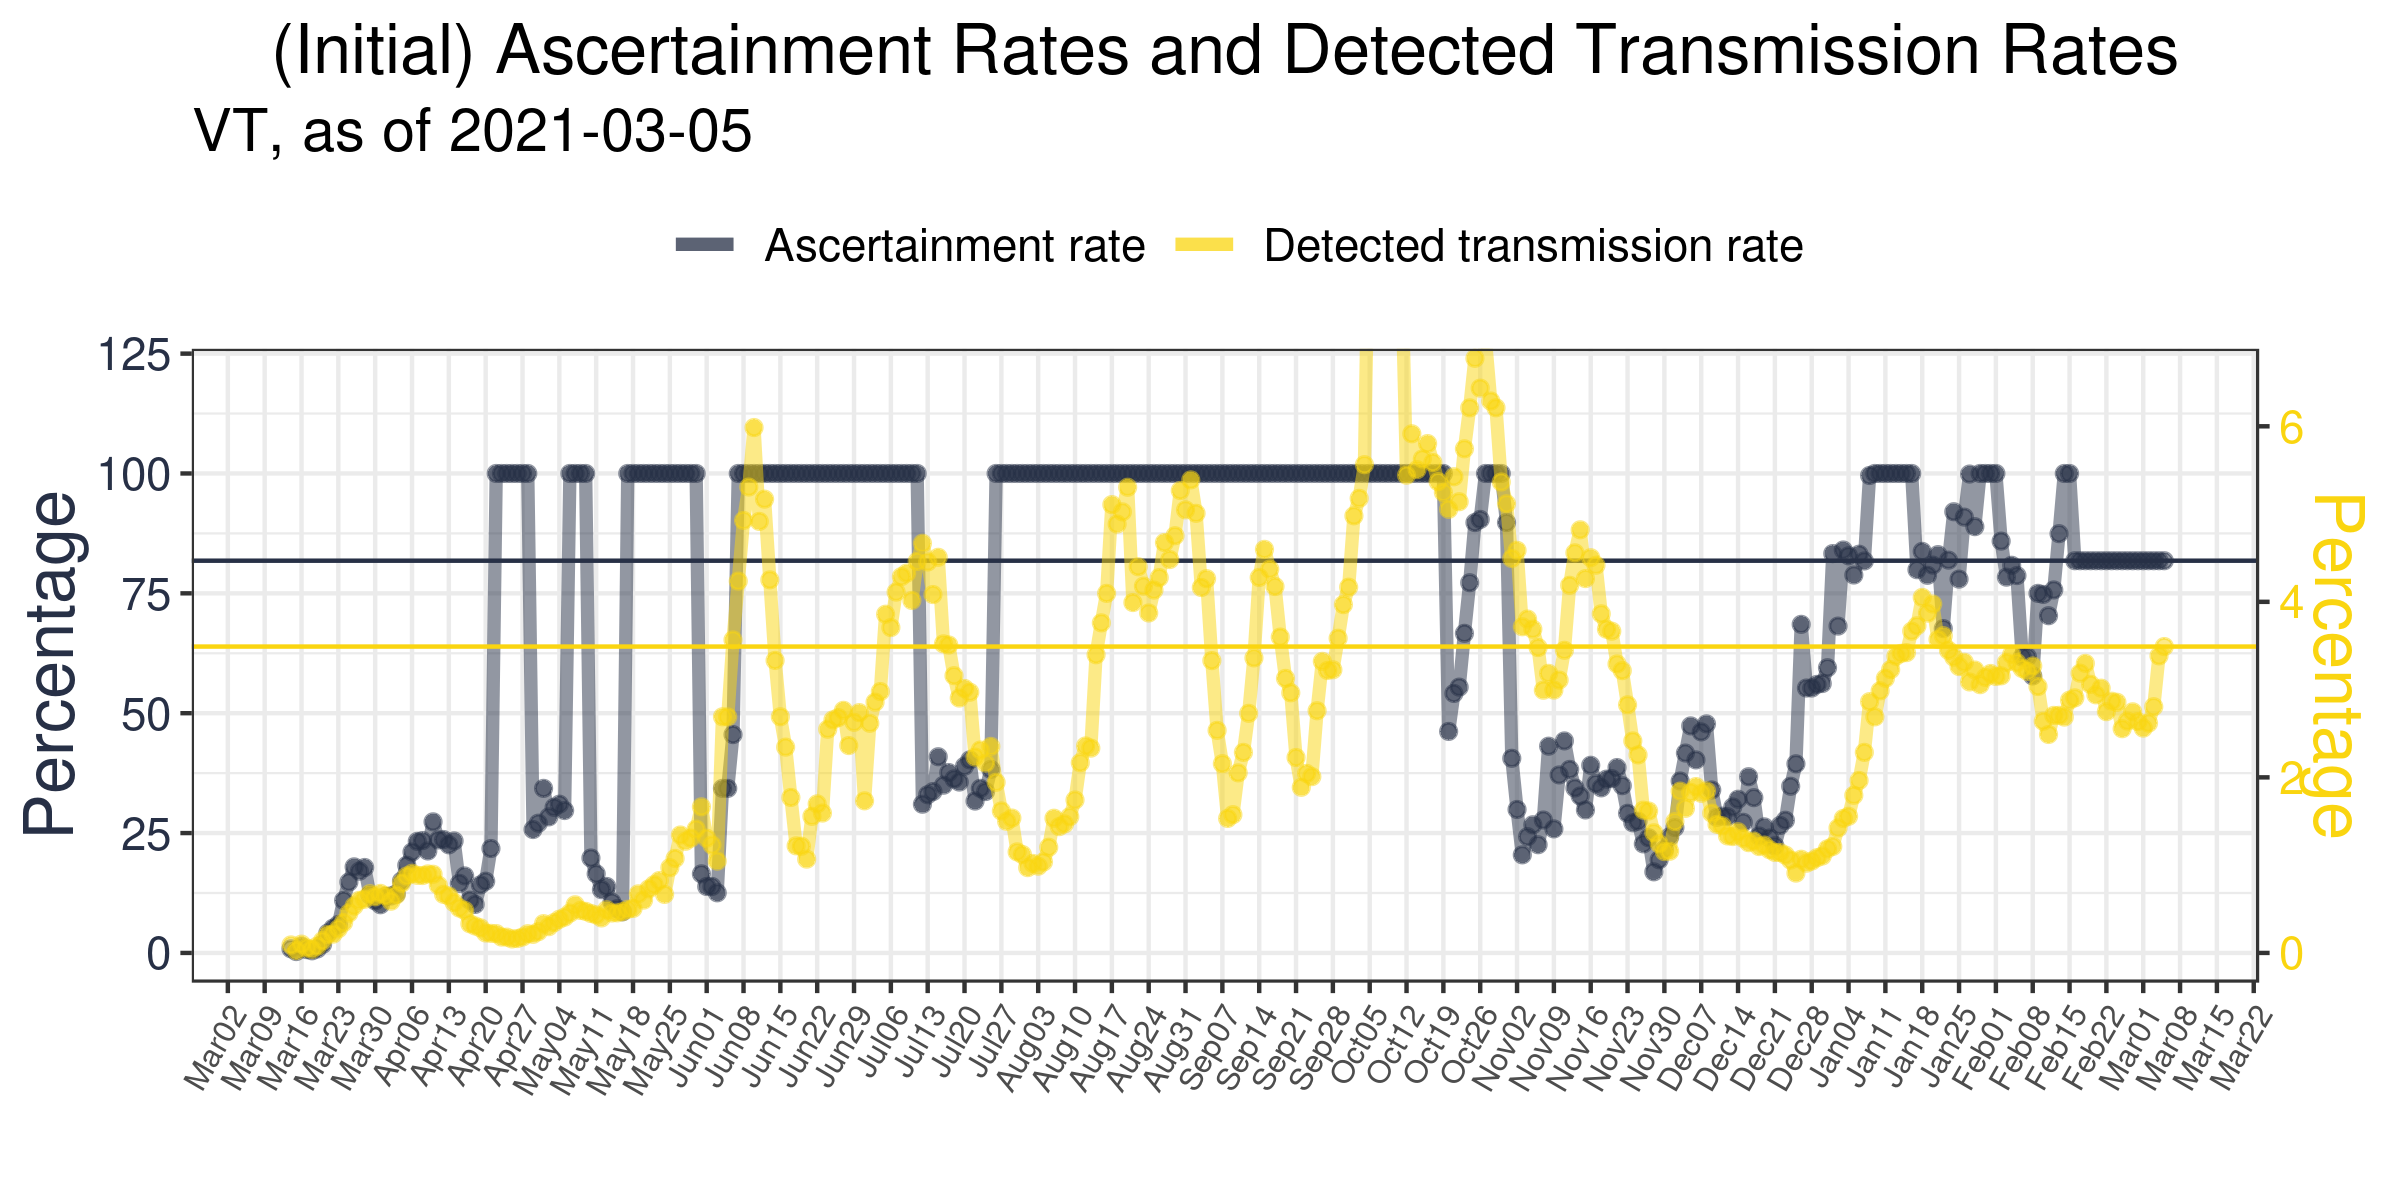 (Initial) Ascertainment Rates and Detected Transmission Rates
VT, as of 2021-03-05
Ascertainment rate
Detected transmission rate
Percentage
125
100
75
50
25
0
6
4
2
0
Percentage
Mar02
Mar09
Mar16
Mar23
Mar30
Apr06
Apr13
Apr20
Apr27
May04
May11
May18
May25
Jun01
Jun08
Jun15
Jun22
Jun29
Jul06
Jul13
Jul20
Jul27
Aug03
Aug10
Aug17
Aug24
Aug31
Sep07
Sep14
Sep21
Sep28
Oct05
Oct12
Oct19
Oct26
Nov02
Nov09
Nov16
Nov23
Nov30
Dec07
Dec14
Dec21
Dec28
Jan04
Jan11
Jan18
Jan25
Feb01
Feb08
Feb15
Feb22
Mar01
Mar08
Mar15
Mar22